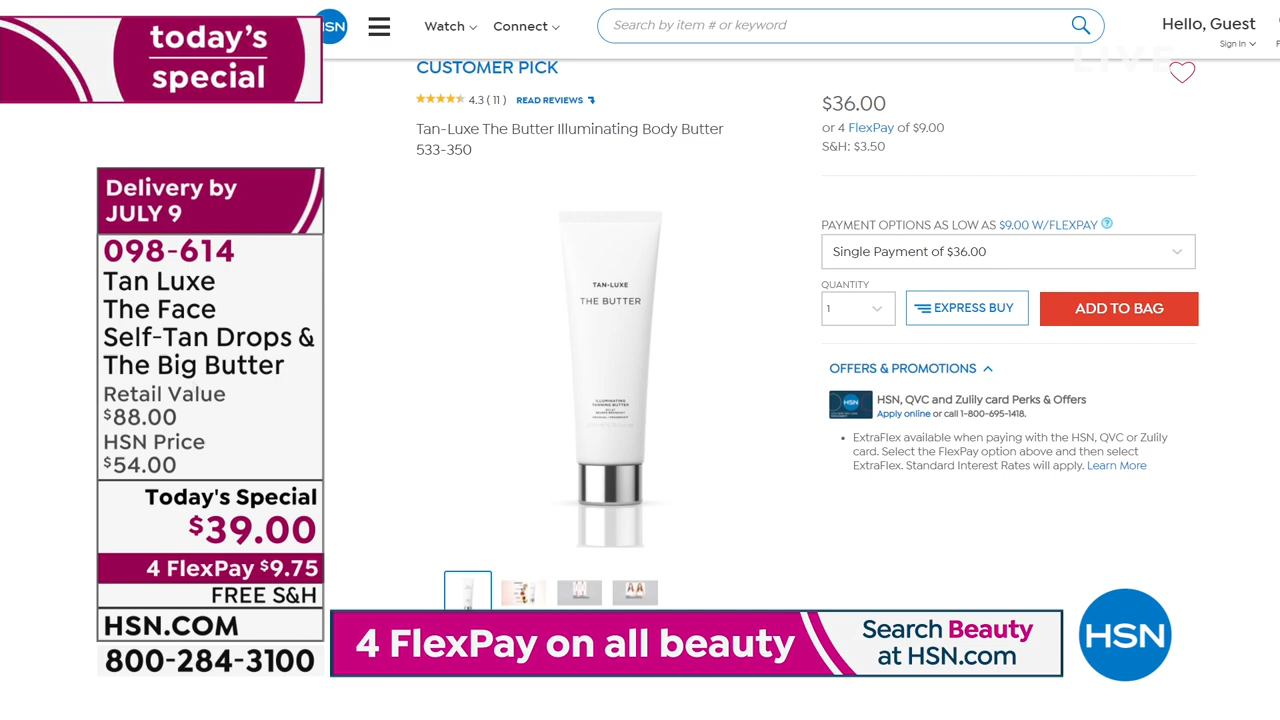 today's
special
HSN
Watch
Connect
Search by item # or keyword
Hello, Guest
Sign In
LIVE
CUSTOMER PICK
4.3 ( 11 )
READ REVIEWS
Tan-Luxe The Butter Illuminating Body Butter
533-350
$36.00
or 4 FlexPay of $9.00
S&H: $3.50
PAYMENT OPTIONS AS LOW AS $9.00 W/FLEXPAY ?
Single Payment of $36.00
QUANTITY
1
EXPRESS BUY
ADD TO BAG
OFFERS & PROMOTIONS
HSN
HSN, QVC and Zulily card Perks & Offers
Apply online or call 1-800-695-1418.
• ExtraFlex available when paying with the HSN, QVC or Zulily
card. Select the FlexPay option above and then select
ExtraFlex. Standard Interest Rates will apply. Learn More
TAN-LUXE
THE BUTTER
ILLUMINATING
TANNING BUTTER
Delivery by
JULY 9
098-614
Tan Luxe
The Face
Self-Tan Drops &
The Big Butter
Retail Value
$88.00
HSN Price
$54.00
Today's Special
$39.00
4 FlexPay $9.75
FREE S&H
HSN.COM
800-284-3100
4 FlexPay on all beauty
Search Beauty
at HSN.com
HSN